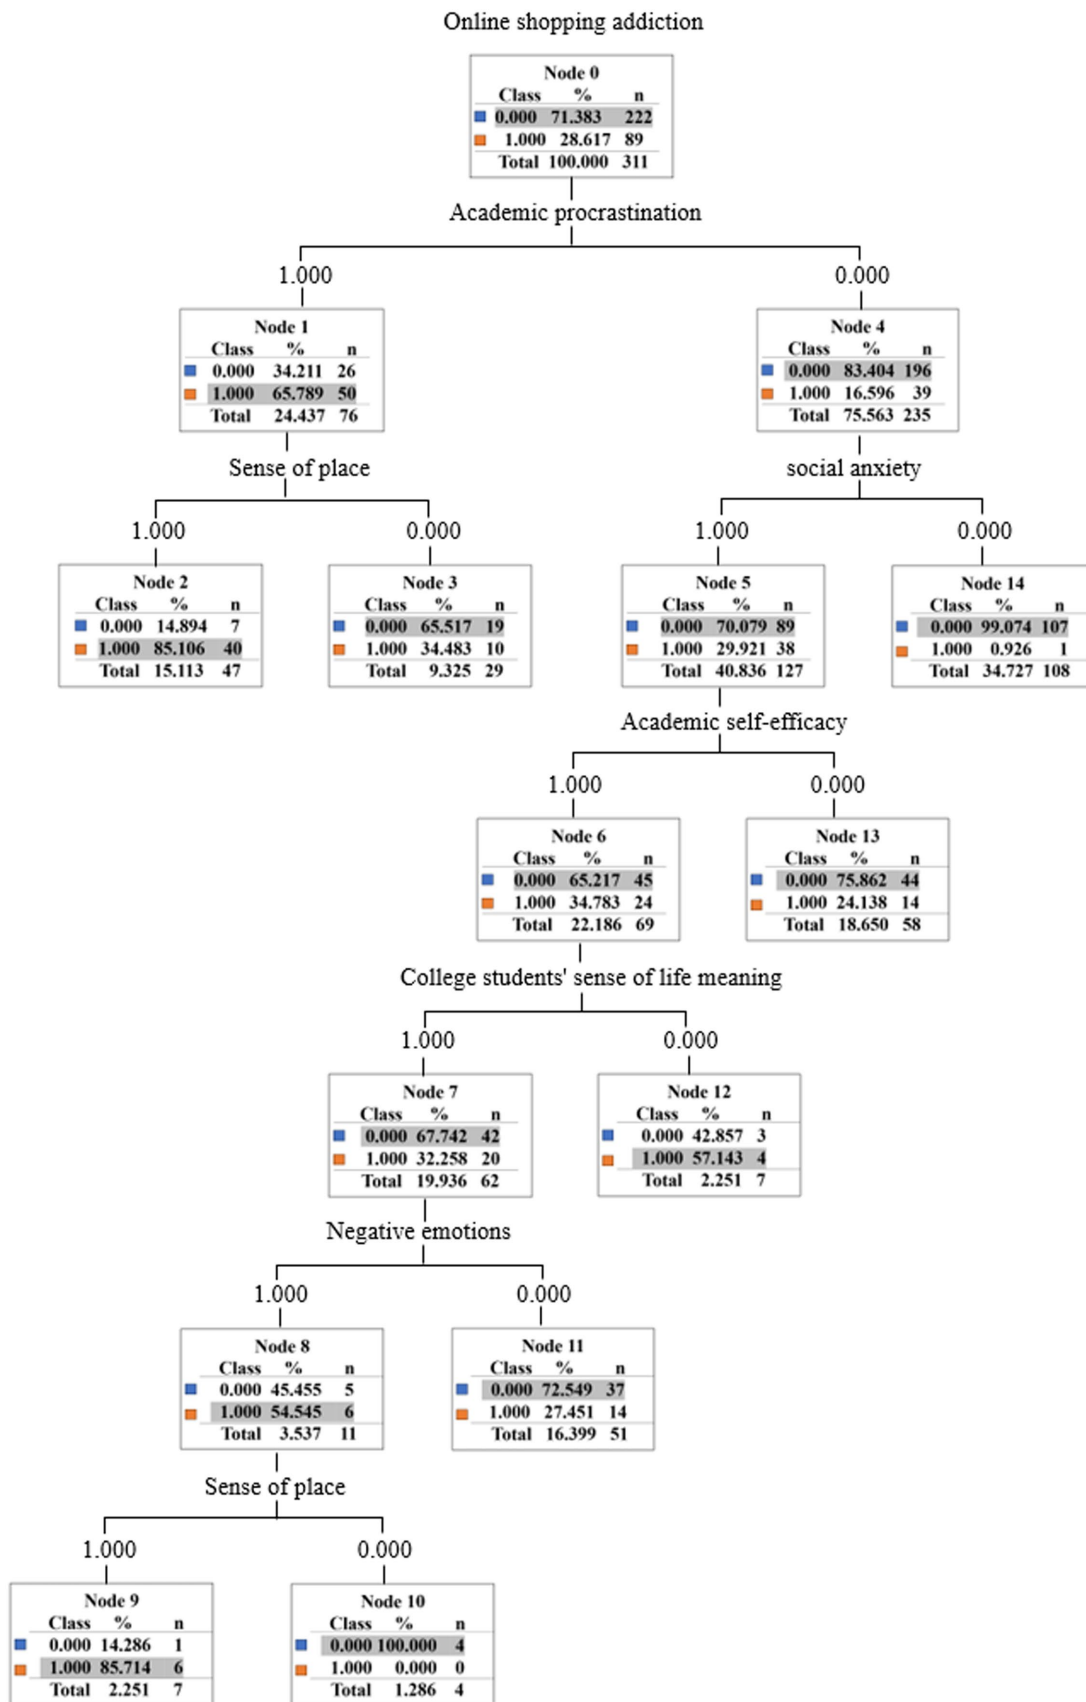 Online shopping addiction
Node 0
Class % n
0.000 71.383 222
1.000 28.617 89
Total 100.000 311
Academic procrastination
1.000 0.000
Node 1
Class % n
0.000 34.211 26
1.000 65.789 50
Total 24.437 76
Node 4
Class % n
0.000 83.404 196
1.000 16.596 39
Total 75.563 235
Sense of place
social anxiety
1.000 0.000
1.000 0.000
Node 2
Class % n
0.000 14.894 7
1.000 85.106 40
Total 15.113 47
Node 3
Class % n
0.000 65.517 19
1.000 34.483 10
Total 9.325 29
Node 5
Class % n
0.000 70.079 89
1.000 29.921 38
Total 40.836 127
Node 14
Class % n
0.000 99.074 107
1.000 0.926 1
Total 34.727 108
Academic self-efficacy
1.000 0.000
Node 6
Class % n
0.000 65.217 45
1.000 34.783 24
Total 22.186 69
Node 13
Class % n
0.000 75.862 44
1.000 24.138 14
Total 18.650 58
College students' sense of life meaning
1.000 0.000
Node 7
Class % n
0.000 67.742 42
1.000 32.258 20
Total 19.936 62
Node 12
Class % n
0.000 42.857 3
1.000 57.143 4
Total 2.251 7
Negative emotions
1.000 0.000
Node 8
Class % n
0.000 45.455 5
1.000 54.545 6
Total 3.537 11
Node 11
Class % n
0.000 72.549 37
1.000 27.451 14
Total 16.399 51
Sense of place
1.000 0.000
Node 9
Class % n
0.000 14.286 1
1.000 85.714 6
Total 2.251 7
Node 10
Class % n
0.000 100.000 4
1.000 0.000 0
Total 1.286 4